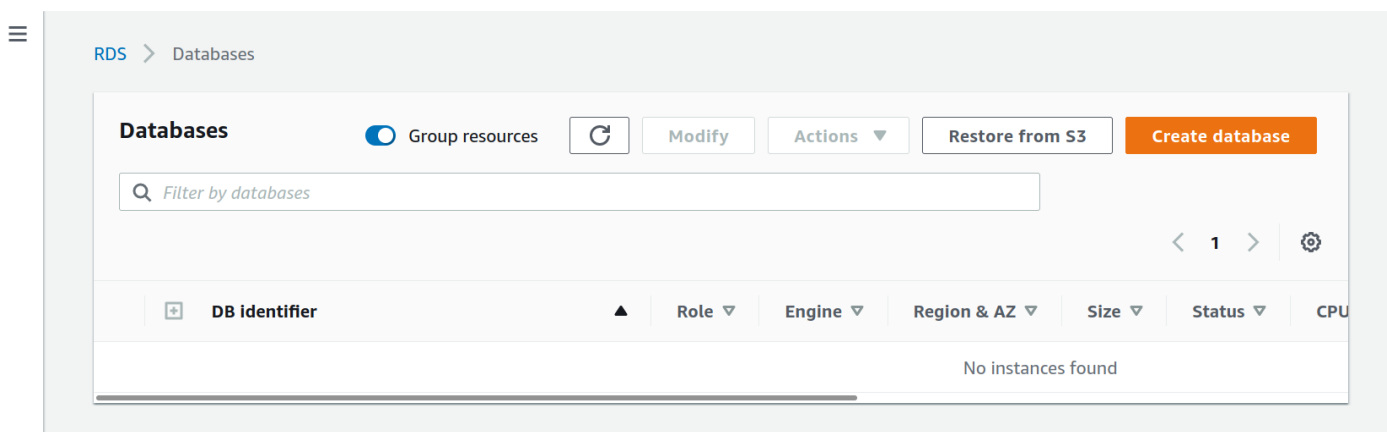 RDS Databases
Databases Group resources Modify Actions Restore from S3 Create database
Filter by databases
1
DB identifier Role Engine Region & AZ Size Status CPU
No instances found